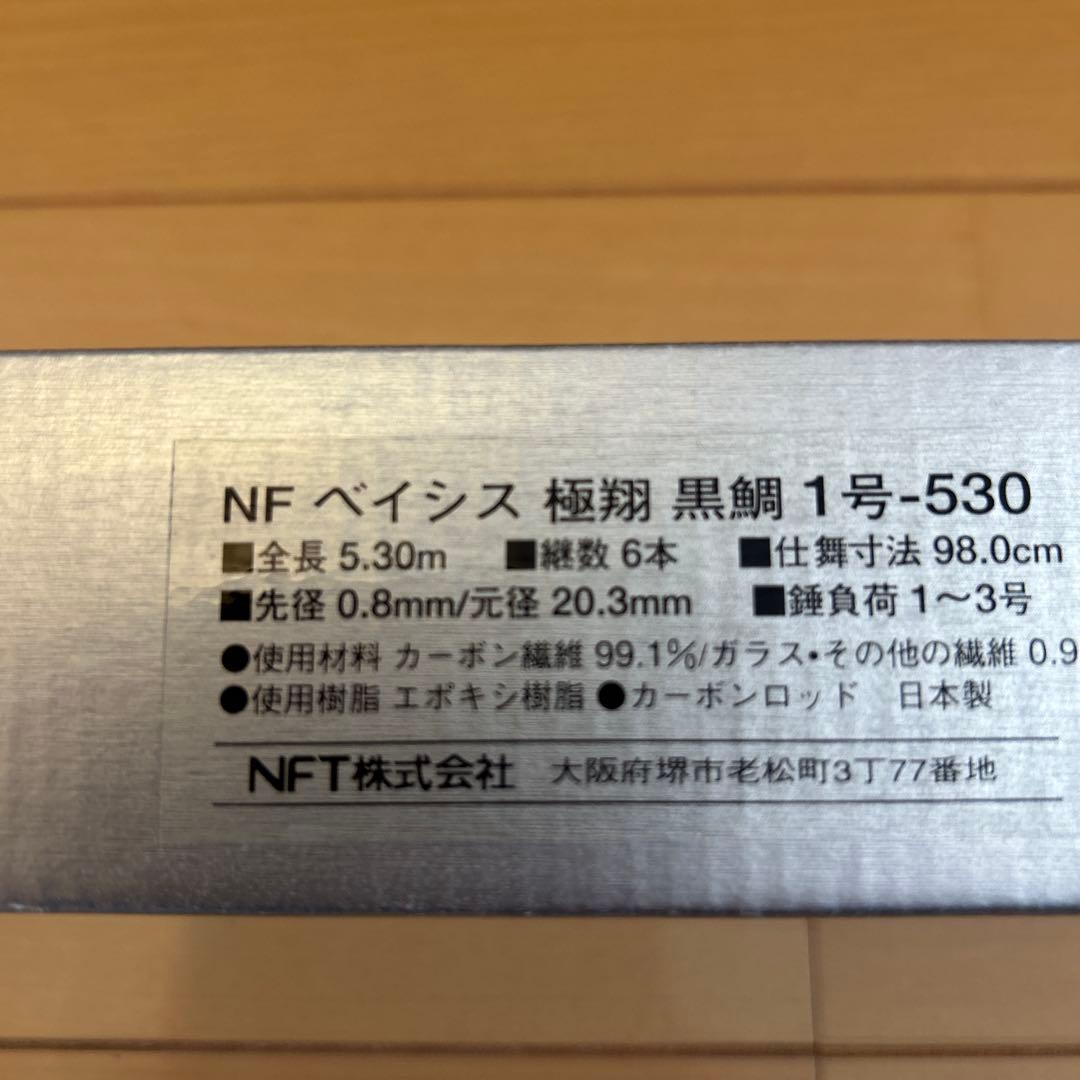 NF ベイシス 極翔 黒鯛 1号-530
■全長 5.30m ■継数 6本 ■仕舞寸法 98.0cm
■先径 0.8mm/元径 20.3mm ■錘負荷 1〜3号
●使用材料 カーボン繊維 99.1%/ガラス・その他の繊維 0.9
●使用樹脂 エポキシ樹脂 ●カーボンロッド 日本製
NFT株式会社 大阪府堺市老松町3丁77番地